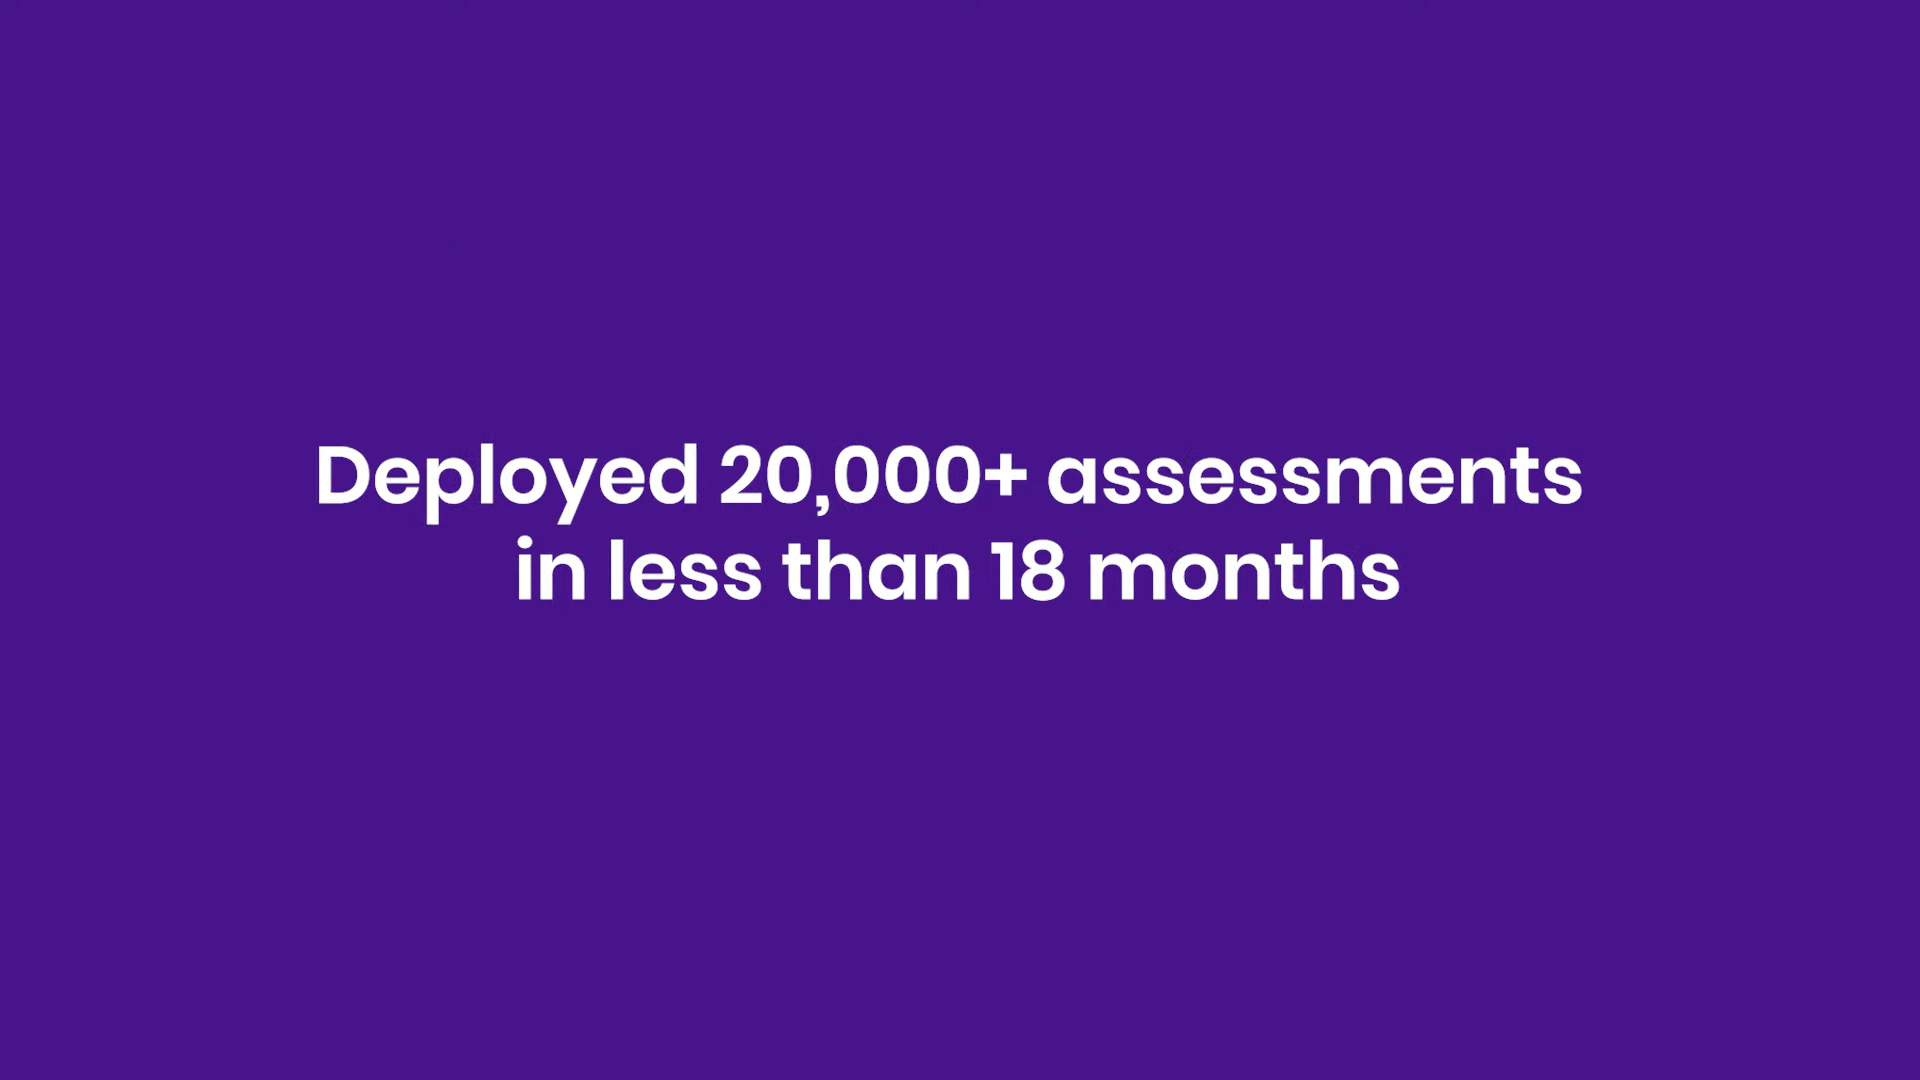 Deployed 20,000+ assessments
in less than 18 months